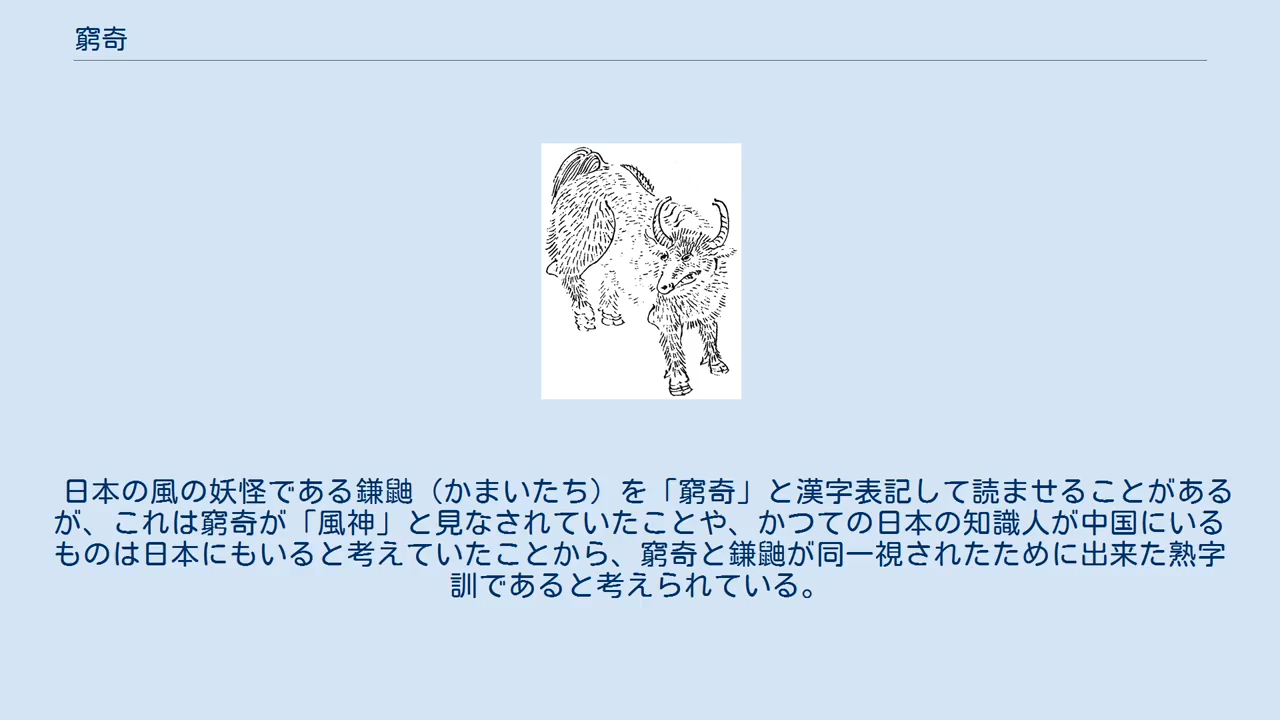 窮奇
日本の風の妖怪である鎌鼬（かまいたち）を「窮奇」と漢字表記して読ませることがある
が、これは窮奇が「風神」と見なされていたことや、かつての日本の知識人が中国にいる
ものは日本にもいると考えていたことから、窮奇と鎌鼬が同一視されたために出来た熟字
訓であると考えられている。